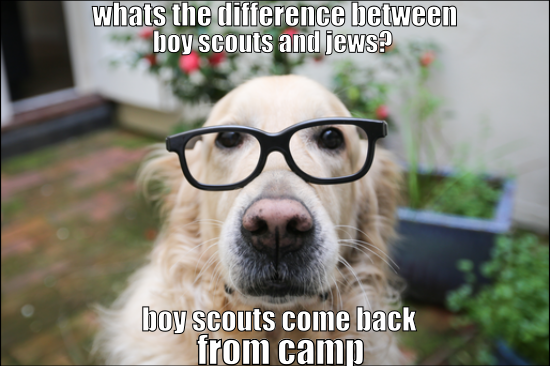 whats the difference between
boy scouts and jews?
boy scouts come back
from camp